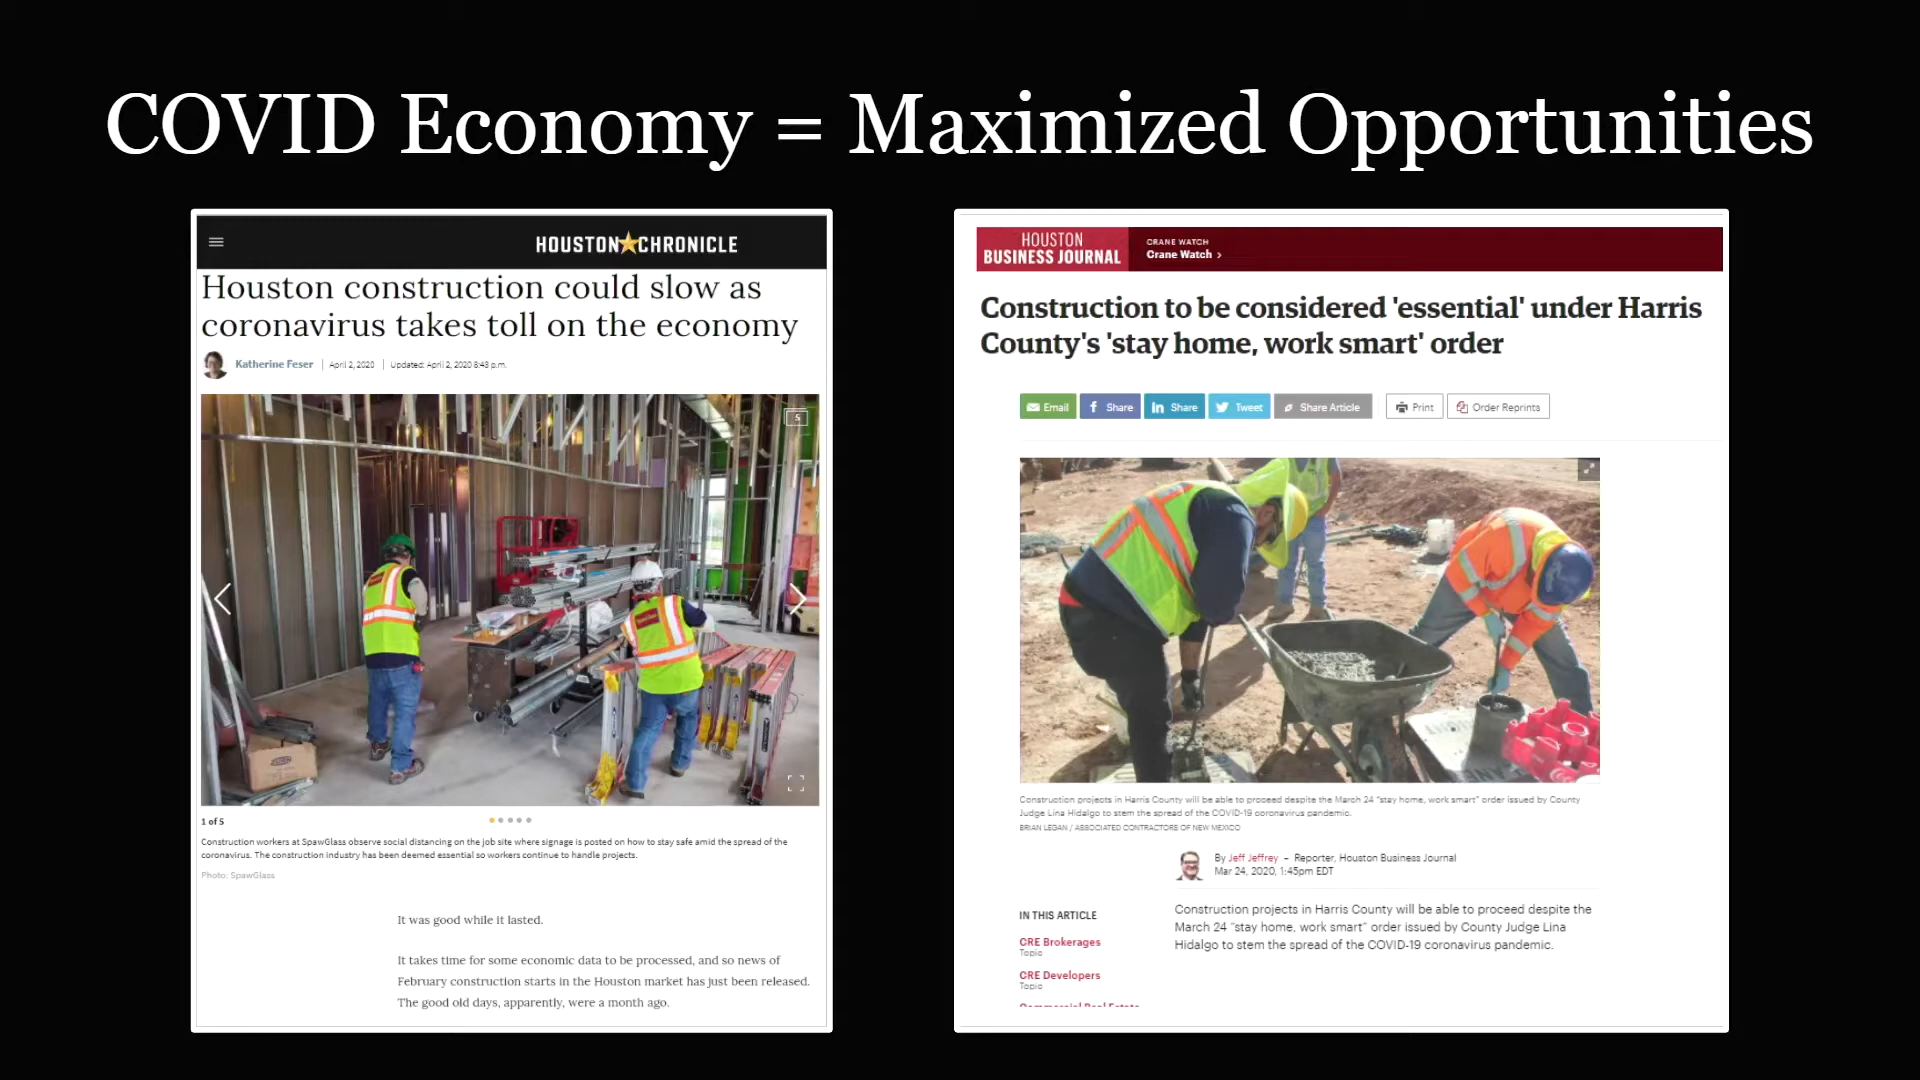 COVID Economy = Maximized Opportunities
HOUSTON CHRONICLE
Houston construction could slow as
coronavirus takes toll on the economy
Katherine Feser | April 2, 2020 | Updated: April 2, 2020 8:43 p.m.
5
1 of 5
Construction workers at SpawGlass observe social distancing on the job site where signage is posted on how to stay safe amid the spread of the
coronavirus. The construction industry has been deemed essential so workers continue to handle projects.
Photo: SpawGlass
It was good while it lasted.
It takes time for some economic data to be processed, and so news of
February construction starts in the Houston market has just been released.
The good old days, apparently, were a month ago.
HOUSTON
BUSINESS JOURNAL
CRANE WATCH
Crane Watch ›
Construction to be considered 'essential' under Harris
County's 'stay home, work smart' order
Email Share Share Tweet Share Article Print Order Reprints
Construction projects in Harris County will be able to proceed despite the March 24 "stay home, work smart" order issued by County
Judge Lina Hidalgo to stem the spread of the COVID-19 coronavirus pandemic.
BRIAN LEGAN / ASSOCIATED CONTRACTORS OF NEW MEXICO
By Jeff Jeffrey – Reporter, Houston Business Journal
Mar 24, 2020, 1:45pm EDT
IN THIS ARTICLE
CRE Brokerages
Topic
CRE Developers
Topic
Commercial Real Estate
Construction projects in Harris County will be able to proceed despite the
March 24 "stay home, work smart" order issued by County Judge Lina
Hidalgo to stem the spread of the COVID-19 coronavirus pandemic.